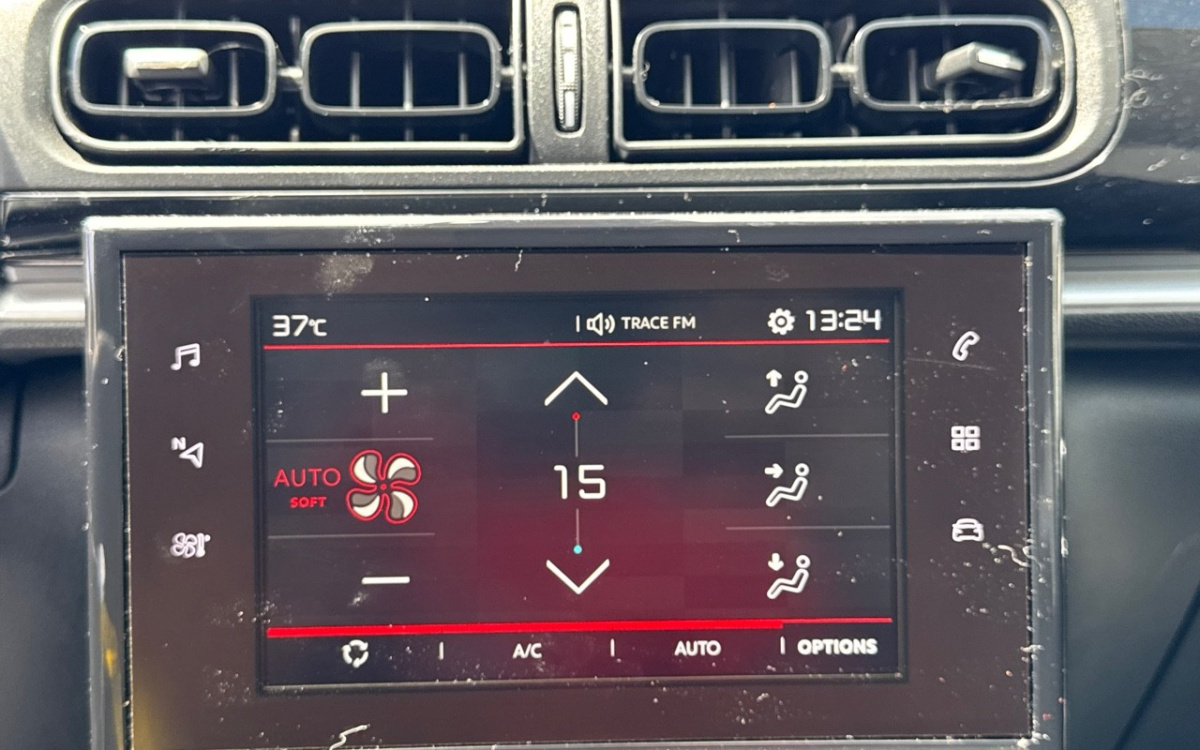 37°C
TRACE FM
13:24
N
AUTO
SOFT
15
A/C
AUTO
OPTIONS